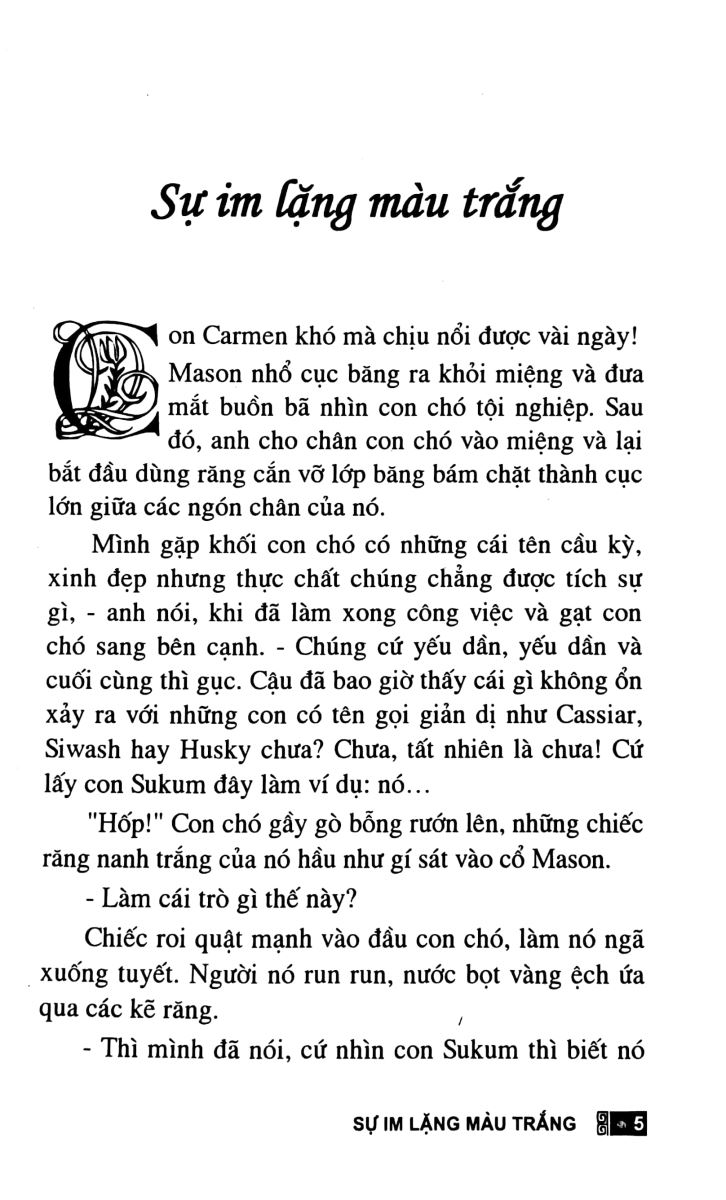 Sự im lặng màu trắng
Con Carmen khó mà chịu nổi được vài ngày!
Mason nhổ cục băng ra khỏi miệng và đưa
mắt buồn bã nhìn con chó tội nghiệp. Sau
đó, anh cho chân con chó vào miệng và lại
bắt đầu dùng răng cắn vỡ lớp băng bám chặt thành cục
lớn giữa các ngón chân của nó.
Mình gặp khối con chó có những cái tên cầu kỳ,
xinh đẹp nhưng thực chất chúng chẳng được tích sự
gì, - anh nói, khi đã làm xong công việc và gạt con
chó sang bên cạnh. - Chúng cứ yếu dần, yếu dần và
cuối cùng thì gục. Cậu đã bao giờ thấy cái gì không ổn
xảy ra với những con có tên gọi giản dị như Cassiar,
Siwash hay Husky chưa? Chưa, tất nhiên là chưa! Cứ
lấy con Sukum đây làm ví dụ: nó...
"Hốp!" Con chó gầy gò bỗng rướn lên, những chiếc
răng nanh trắng của nó hầu như gí sát vào cổ Mason.
- Làm cái trò gì thế này?
Chiếc roi quật mạnh vào đầu con chó, làm nó ngã
xuống tuyết. Người nó run run, nước bọt vàng ệch ứa
qua các kẽ răng.
- Thì mình đã nói, cứ nhìn con Sukum thì biết nó
SỰ IM LẶNG MÀU TRẮNG 5